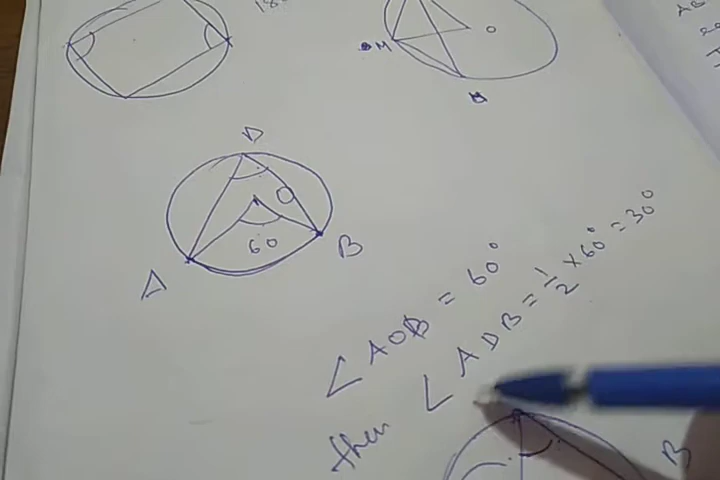 O
M
D
O
60
A
B
∠AOB = 60°
then ∠ADB = 1/2 × 60° = 30°
B